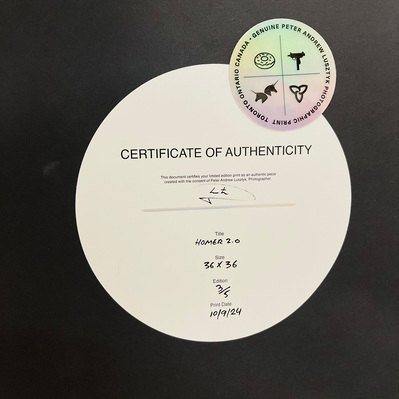 GENUINE PETER ANDREW LUSZTYK PHOTOGRAPHIC PRINT • TORONTO ONTARIO CANADA •
CERTIFICATE OF AUTHENTICITY
This document certifies your limited edition print as an authentic piece
created with the consent of Peter Andrew Lusztyk, Photographer
Title
HOMER 2.0
Size
36 X 36
Edition
3/5
Print Date
10/9/24